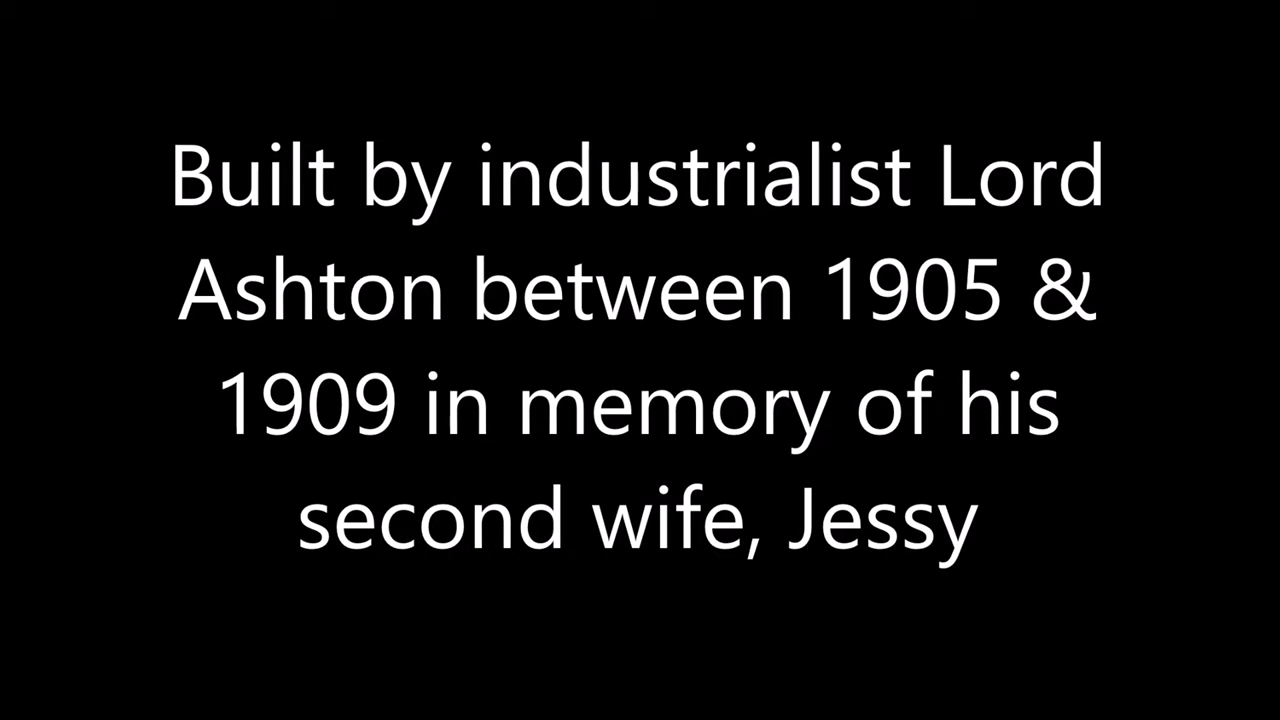 Built by industrialist Lord
Ashton between 1905 &
1909 in memory of his
second wife, Jessy